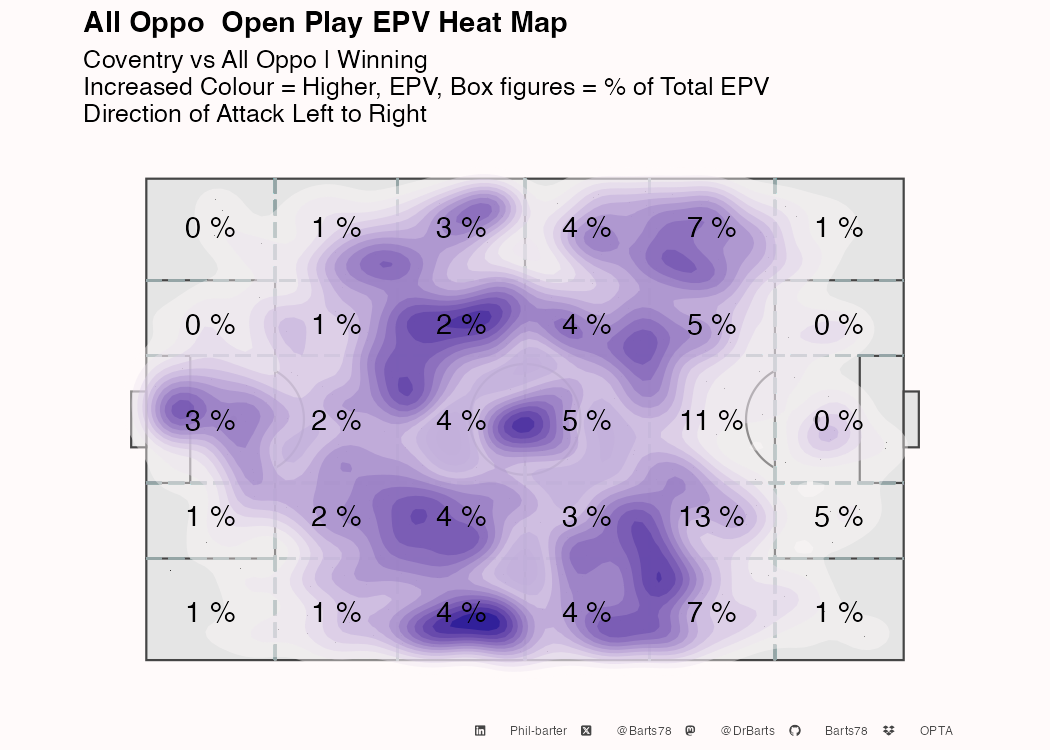 All Oppo  Open Play EPV Heat Map
Coventry vs All Oppo | Winning
Increased Colour = Higher, EPV, Box figures = % of Total EPV
Direction of Attack Left to Right
0 % 1 % 3 % 4 % 7 % 1 %
0 % 1 % 2 % 4 % 5 % 0 %
3 % 2 % 4 % 5 % 11 % 0 %
1 % 2 % 4 % 3 % 13 % 5 %
1 % 1 % 4 % 4 % 7 % 1 %
Phil-barter @Barts78 @DrBarts Barts78 OPTA